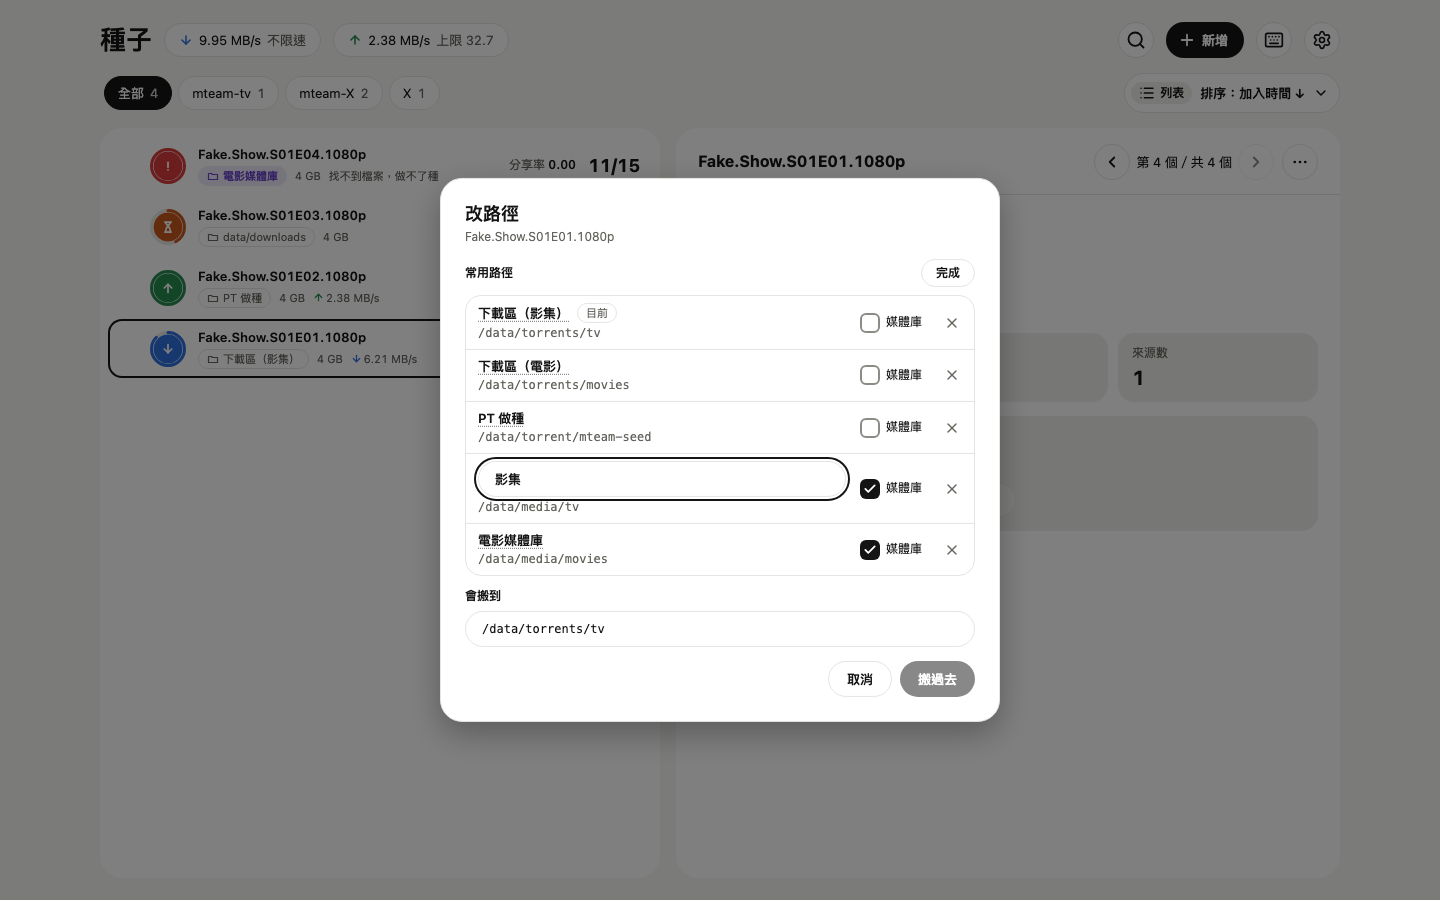 種子
9.95 MB/s 不限速
2.38 MB/s 上限 32.7
新增
全部 4
mteam-tv 1
mteam-X 2
X 1
列表
排序：加入時間
Fake.Show.S01E04.1080p
電影媒體庫 4 GB 找不到檔案，做不了種
分享率 0.00
11/15
Fake.Show.S01E03.1080p
data/downloads 4 GB
Fake.Show.S01E02.1080p
PT 做種 4 GB 2.38 MB/s
Fake.Show.S01E01.1080p
下載區（影集） 4 GB 6.21 MB/s
Fake.Show.S01E01.1080p
第 4 個 / 共 4 個
來源數
1
改路徑
Fake.Show.S01E01.1080p
常用路徑
完成
下載區（影集） 目前
/data/torrents/tv
媒體庫
下載區（電影）
/data/torrents/movies
媒體庫
PT 做種
/data/torrent/mteam-seed
媒體庫
影集
/data/media/tv
媒體庫
電影媒體庫
/data/media/movies
媒體庫
會搬到
/data/torrents/tv
取消
搬過去